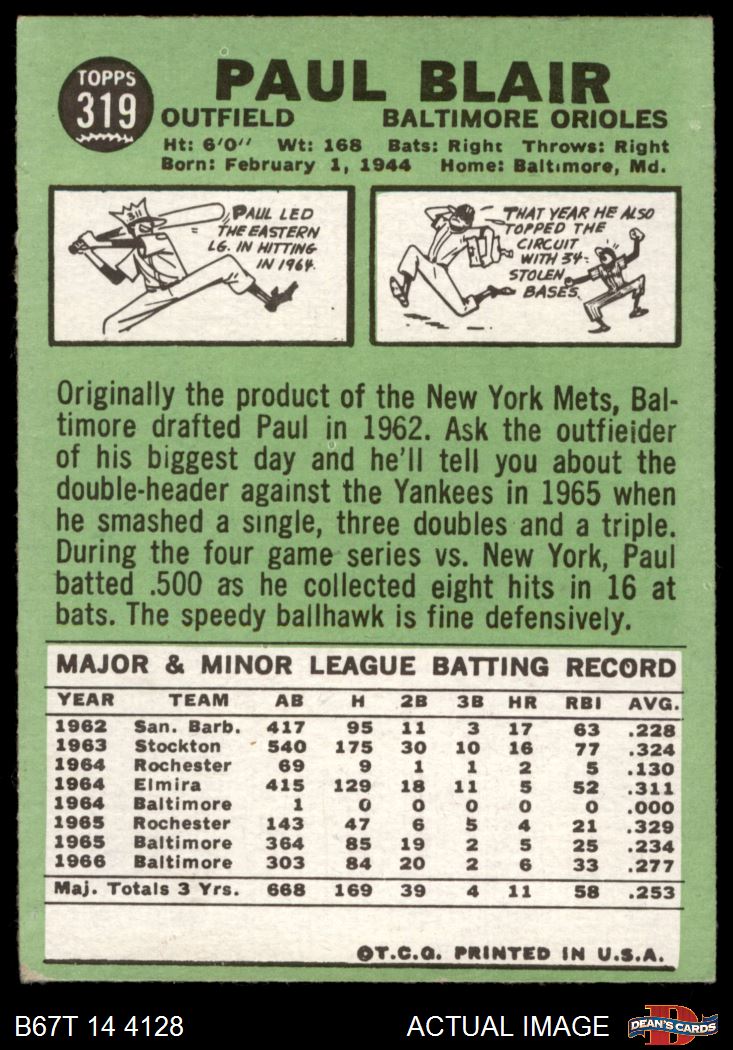 TOPPS
319
PAUL BLAIR
OUTFIELD BALTIMORE ORIOLES
Ht: 6'0" Wt: 168 Bats: Right Throws: Right
Born: February 1, 1944 Home: Baltimore, Md.
311
PAUL LED
THE EASTERN
LG. IN HITTING
IN 1964.
THAT YEAR HE ALSO
TOPPED THE
CIRCUIT
WITH 34
STOLEN
BASES.
Originally the product of the New York Mets, Bal-
timore drafted Paul in 1962. Ask the outfieider
of his biggest day and he'll tell you about the
double-header against the Yankees in 1965 when
he smashed a single, three doubles and a triple.
During the four game series vs. New York, Paul
batted .500 as he collected eight hits in 16 at
bats. The speedy ballhawk is fine defensively.
MAJOR & MINOR LEAGUE BATTING RECORD
YEAR TEAM AB H 2B 3B HR RBI AVG.
1962 San. Barb. 417 95 11 3 17 63 .228
1963 Stockton 540 175 30 10 16 77 .324
1964 Rochester 69 9 1 1 2 5 .130
1964 Elmira 415 129 18 11 5 52 .311
1964 Baltimore 1 0 0 0 0 0 .000
1965 Rochester 143 47 6 5 4 21 .329
1965 Baltimore 364 85 19 2 5 25 .234
1966 Baltimore 303 84 20 2 6 33 .277
Maj. Totals 3 Yrs. 668 169 39 4 11 58 .253
©T.C.G. PRINTED IN U.S.A.
B67T 14 4128 ACTUAL IMAGE D DEAN'S CARDS